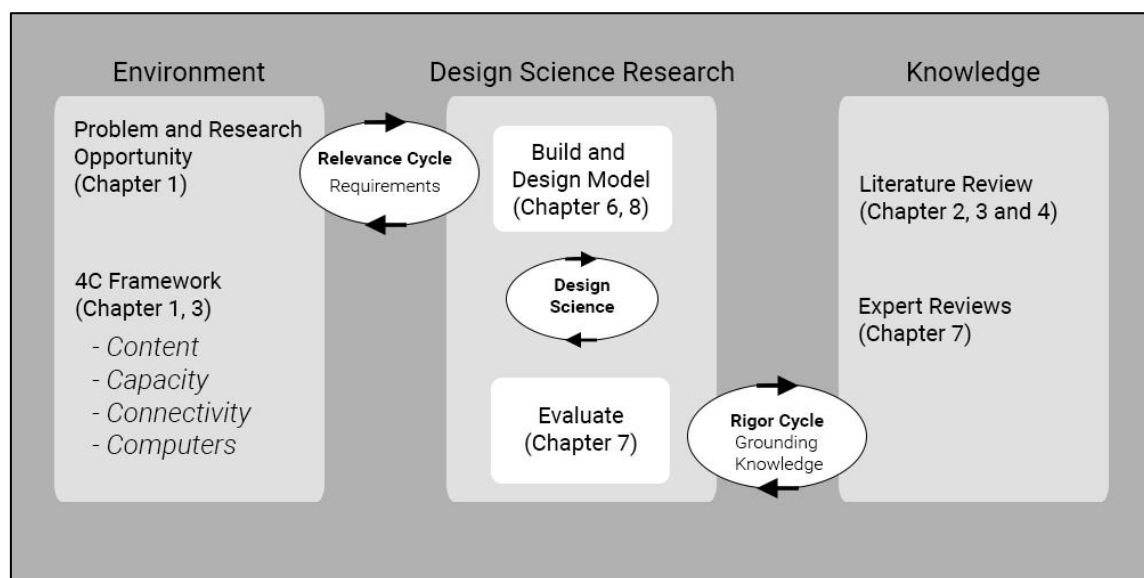 Environment
Problem and Research
Opportunity
(Chapter 1)
4C Framework
(Chapter 1, 3)
- Content
- Capacity
- Connectivity
- Computers
Relevance Cycle
Requirements
Design Science Research
Build and
Design Model
(Chapter 6, 8)
Design
Science
Evaluate
(Chapter 7)
Rigor Cycle
Grounding
Knowledge
Knowledge
Literature Review
(Chapter 2, 3 and 4)
Expert Reviews
(Chapter 7)